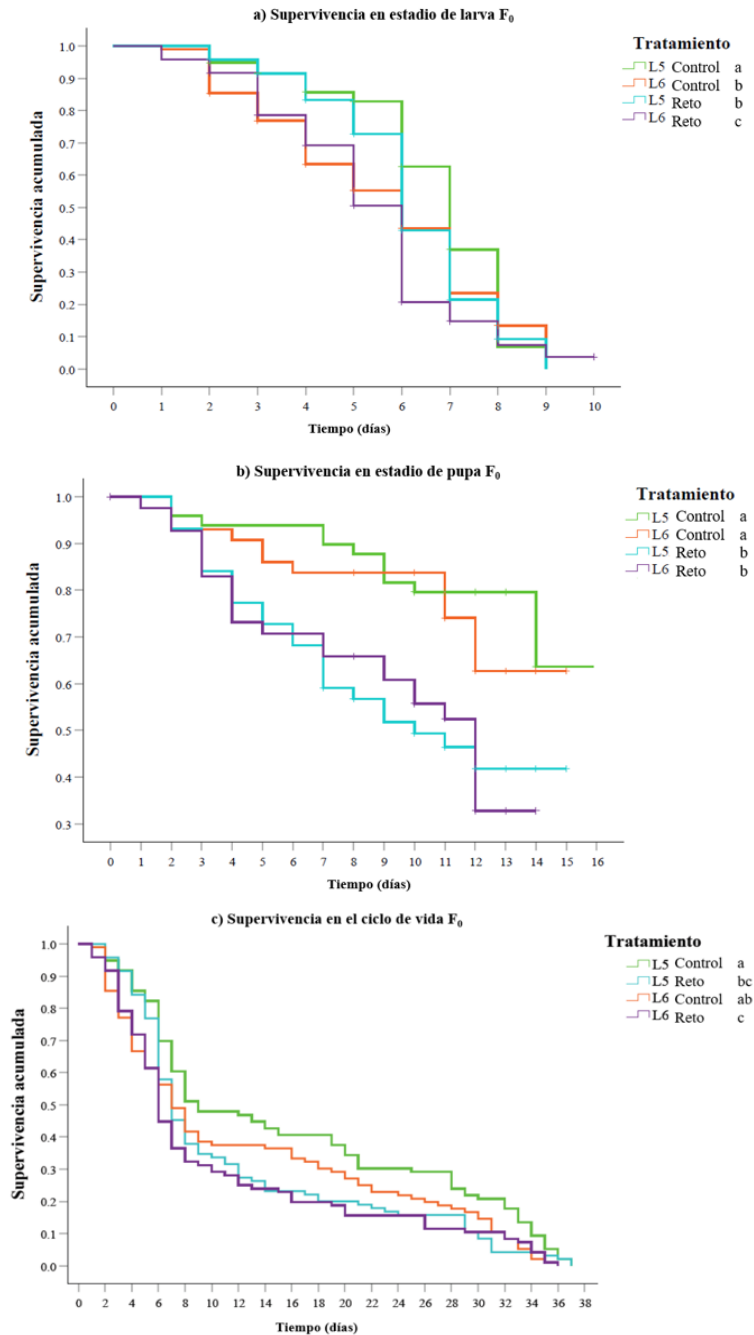 a) Supervivencia en estadio de larva F0
Tratamiento
L5 Control a
L6 Control b
L5 Reto b
L6 Reto c
Supervivencia acumulada
1.0
0.9
0.8
0.7
0.6
0.5
0.4
0.3
0.2
0.1
0.0
0 1 2 3 4 5 6 7 8 9 10
Tiempo (días)
b) Supervivencia en estadio de pupa F0
Tratamiento
L5 Control a
L6 Control a
L5 Reto b
L6 Reto b
Supervivencia acumulada
1.0
0.9
0.8
0.7
0.6
0.5
0.4
0.3
0 1 2 3 4 5 6 7 8 9 10 11 12 13 14 15 16
Tiempo (días)
c) Supervivencia en el ciclo de vida F0
Tratamiento
L5 Control a
L5 Reto bc
L6 Control ab
L6 Reto c
Supervivencia acumulada
1.0
0.9
0.8
0.7
0.6
0.5
0.4
0.3
0.2
0.1
0.0
0 2 4 6 8 10 12 14 16 18 20 22 24 26 28 30 32 34 36 38
Tiempo (días)